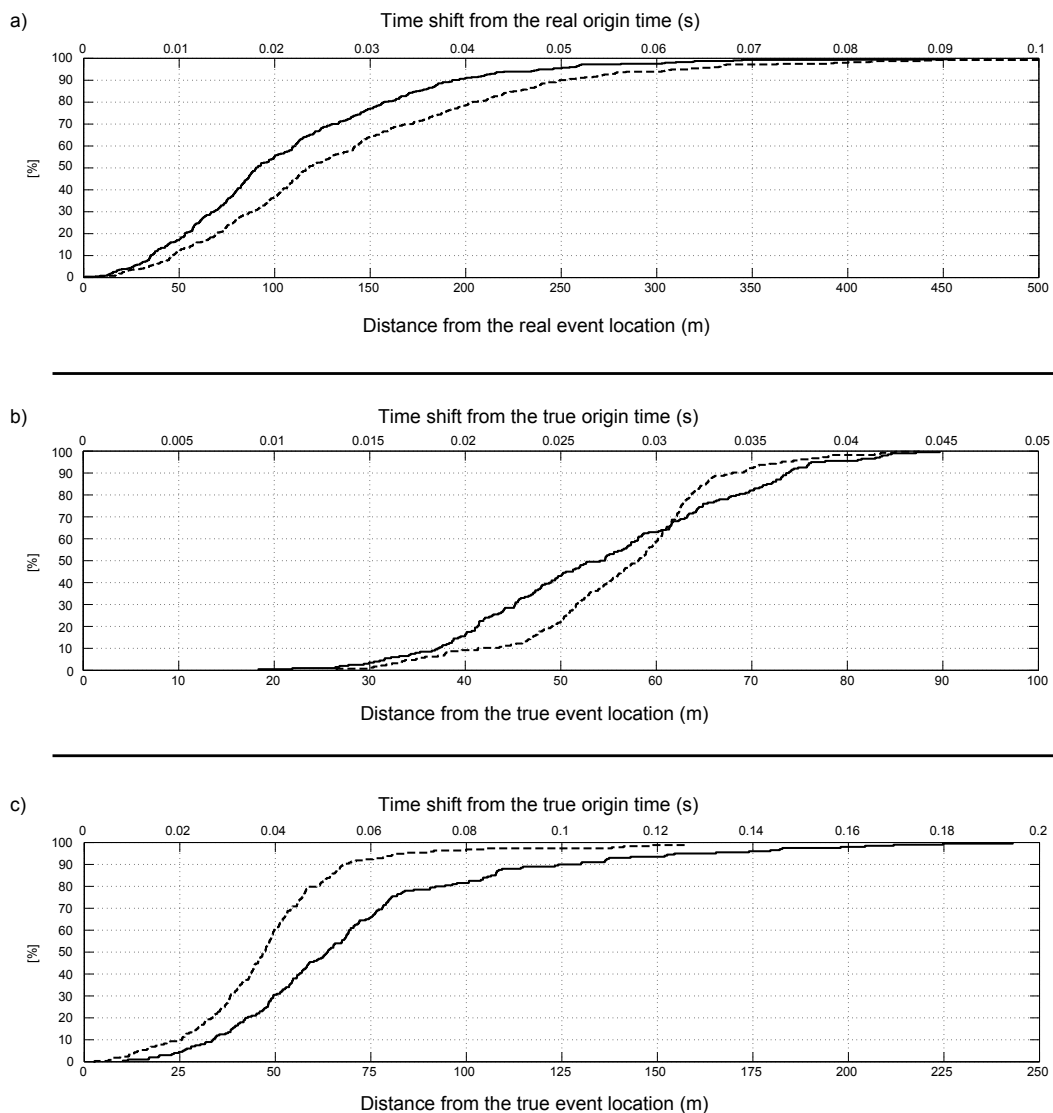 a)
Time shift from the real origin time (s)
0 0.01 0.02 0.03 0.04 0.05 0.06 0.07 0.08 0.09 0.1
100
90
80
70
60
50
40
30
20
10
0
[%]
0 50 100 150 200 250 300 350 400 450 500
Distance from the real event location (m)
b)
Time shift from the true origin time (s)
0 0.005 0.01 0.015 0.02 0.025 0.03 0.035 0.04 0.045 0.05
100
90
80
70
60
50
40
30
20
10
0
[%]
0 10 20 30 40 50 60 70 80 90 100
Distance from the true event location (m)
c)
Time shift from the true origin time (s)
0 0.02 0.04 0.06 0.08 0.1 0.12 0.14 0.16 0.18 0.2
100
90
80
70
60
50
40
30
20
10
0
[%]
0 25 50 75 100 125 150 175 200 225 250
Distance from the true event location (m)